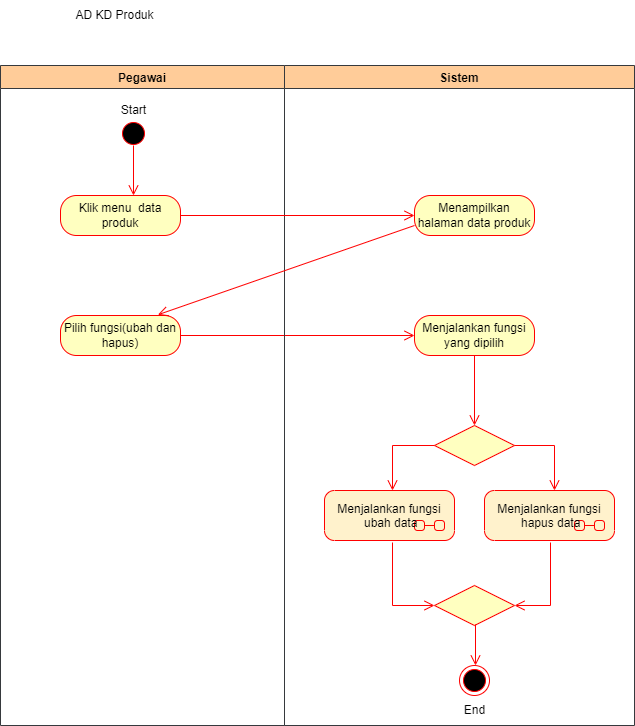 AD KD Produk
Pegawai
Sistem
Start
Klik menu  data
produk
Menampilkan
halaman data produk
Pilih fungsi(ubah dan
hapus)
Menjalankan fungsi
yang dipilih
Menjalankan fungsi
ubah data
Menjalankan fungsi
hapus data
End